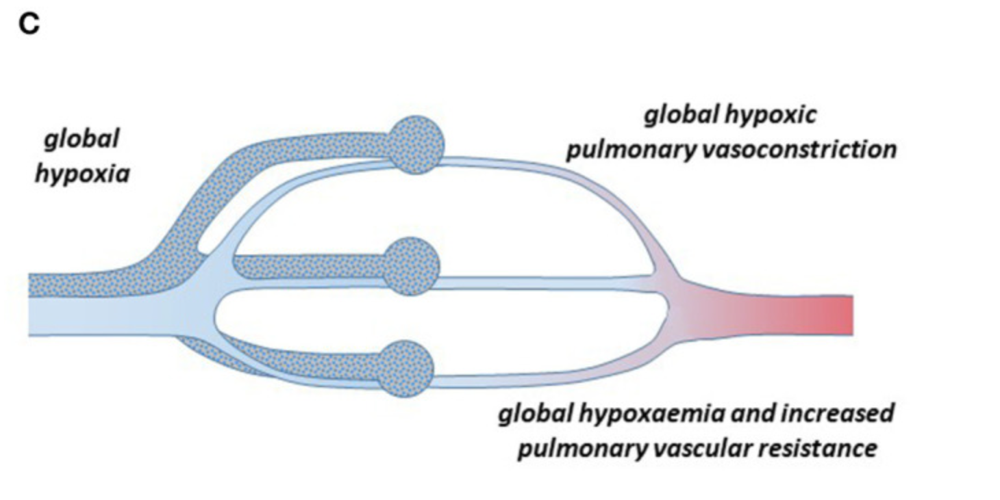 C
global
hypoxia
global hypoxic
pulmonary vasoconstriction
global hypoxaemia and increased
pulmonary vascular resistance